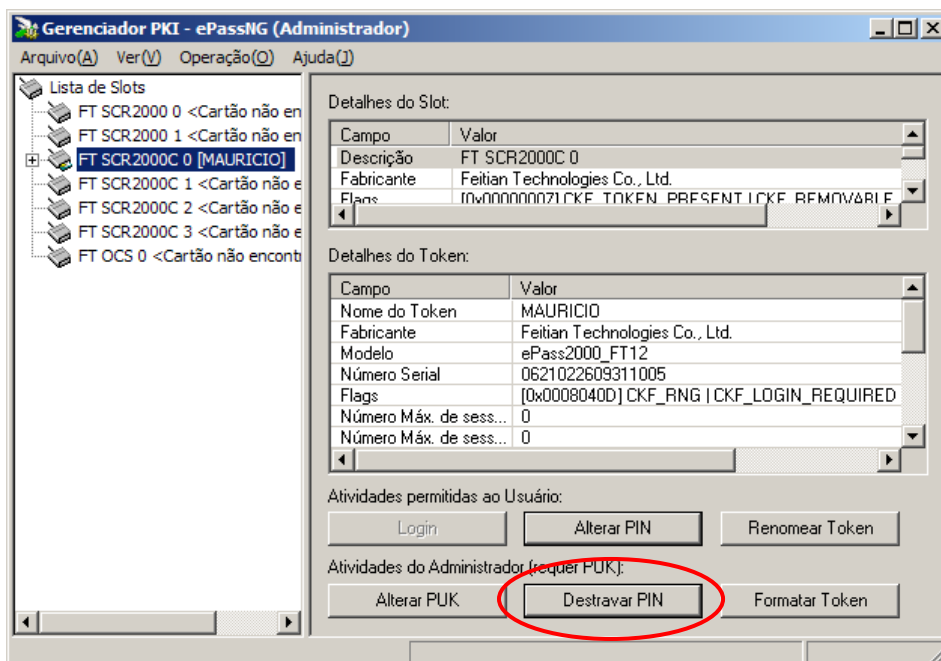 Gerenciador PKI - ePassNG (Administrador)
Arquivo(A) Ver(V) Operação(O) Ajuda(J)
Lista de Slots
FT SCR2000 0 <Cartão não en
FT SCR2000 1 <Cartão não en
FT SCR2000C 0 [MAURICIO]
FT SCR2000C 1 <Cartão não e
FT SCR2000C 2 <Cartão não e
FT SCR2000C 3 <Cartão não e
FT OCS 0 <Cartão não encont
Detalhes do Slot:
Campo Valor
Descrição FT SCR2000C 0
Fabricante Feitian Technologies Co., Ltd.
Flags [0x00000007] CKF_TOKEN_PRESENT | CKF_REMOVABLE
Detalhes do Token:
Campo Valor
Nome do Token MAURICIO
Fabricante Feitian Technologies Co., Ltd.
Modelo ePass2000_FT12
Número Serial 0621022609311005
Flags [0x0008040D] CKF_RNG | CKF_LOGIN_REQUIRED
Número Máx. de sess... 0
Número Máx. de sess... 0
Atividades permitidas ao Usuário:
Login Alterar PIN Renomear Token
Atividades do Administrador (requer PUK):
Alterar PUK Destravar PIN Formatar Token